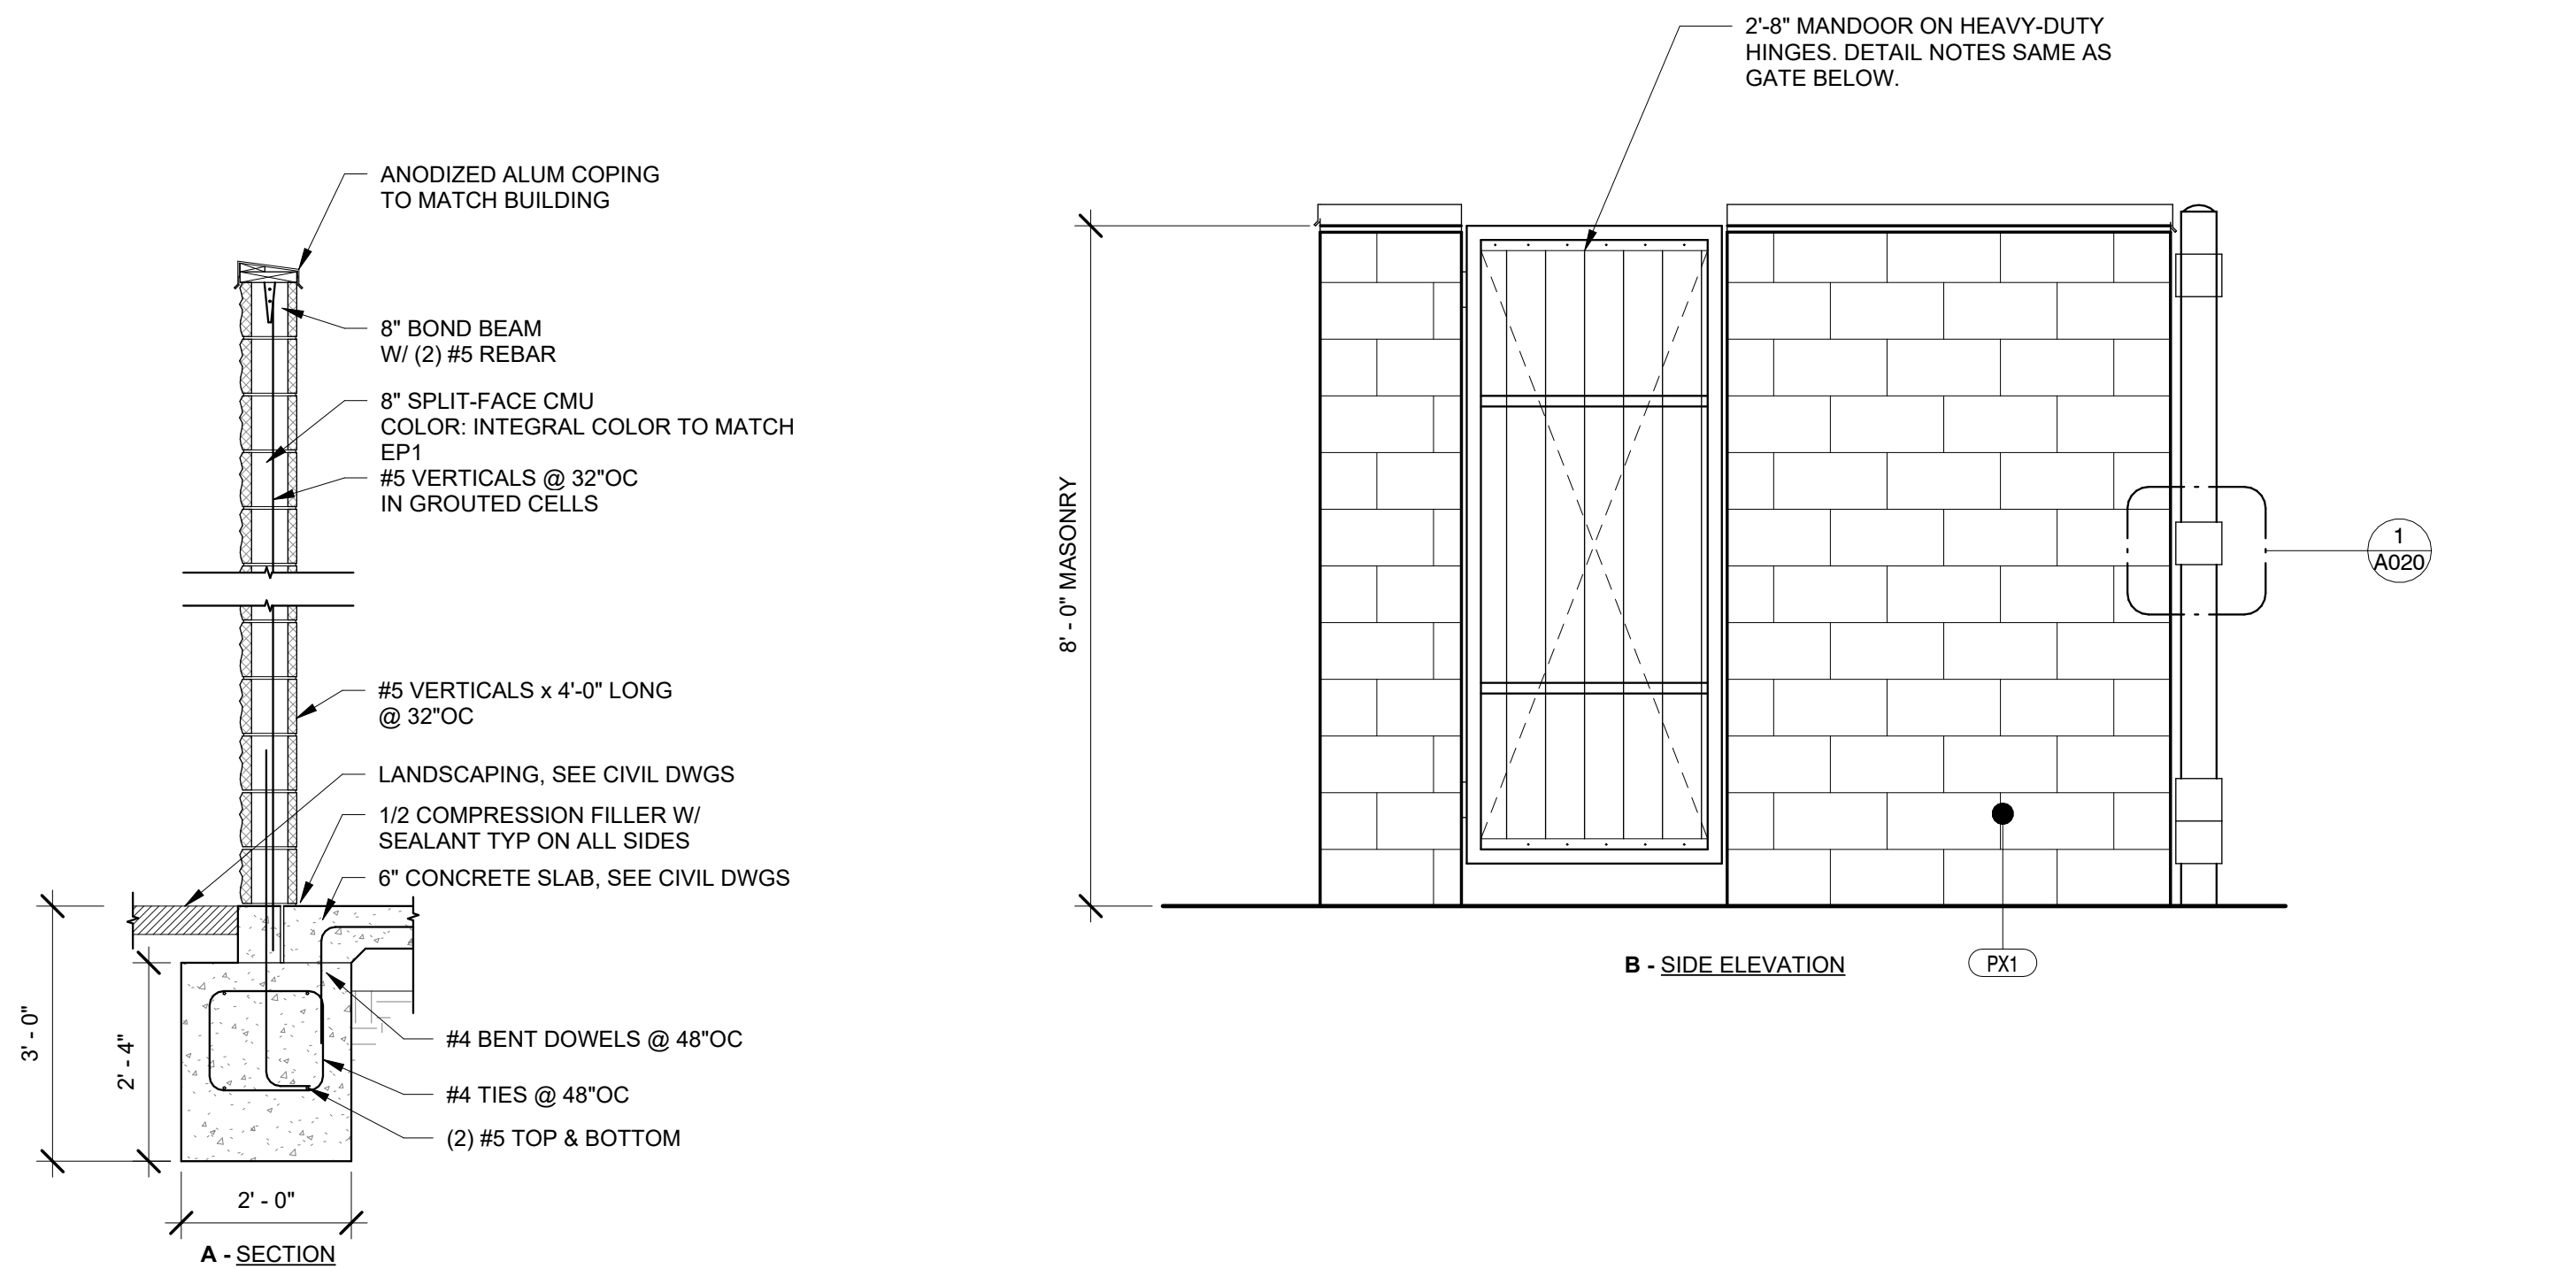 2'-8" MANDOOR ON HEAVY-DUTY
HINGES. DETAIL NOTES SAME AS
GATE BELOW.
ANODIZED ALUM COPING
TO MATCH BUILDING
8" BOND BEAM
W/ (2) #5 REBAR
8" SPLIT-FACE CMU
COLOR: INTEGRAL COLOR TO MATCH
EP1
#5 VERTICALS @ 32"OC
IN GROUTED CELLS
#5 VERTICALS x 4'-0" LONG
@ 32"OC
LANDSCAPING, SEE CIVIL DWGS
1/2 COMPRESSION FILLER W/
SEALANT TYP ON ALL SIDES
6" CONCRETE SLAB, SEE CIVIL DWGS
#4 BENT DOWELS @ 48"OC
#4 TIES @ 48"OC
(2) #5 TOP & BOTTOM
3' - 0"
2' - 4"
2' - 0"
A - SECTION
8' - 0" MASONRY
1
A020
PX1
B - SIDE ELEVATION